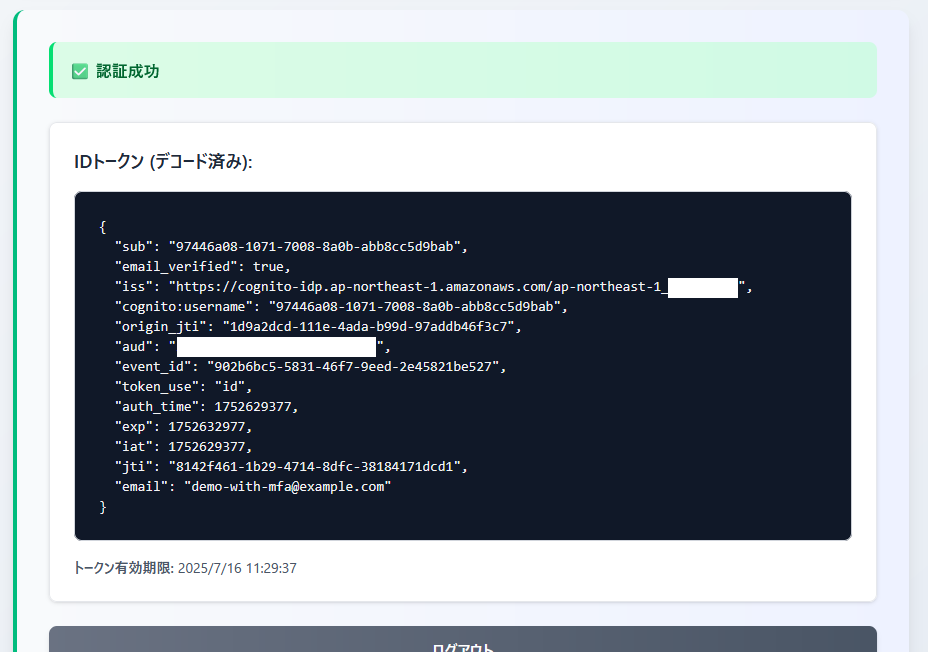 ✅ 認証成功
IDトークン (デコード済み):
{
  "sub": "97446a08-1071-7008-8a0b-abb8cc5d9bab",
  "email_verified": true,
  "iss": "https://cognito-idp.ap-northeast-1.amazonaws.com/ap-northeast-1_",
  "cognito:username": "97446a08-1071-7008-8a0b-abb8cc5d9bab",
  "origin_jti": "1d9a2dcd-111e-4ada-b99d-97addb46f3c7",
  "aud": "",
  "event_id": "902b6bc5-5831-46f7-9eed-2e45821be527",
  "token_use": "id",
  "auth_time": 1752629377,
  "exp": 1752632977,
  "iat": 1752629377,
  "jti": "8142f461-1b29-4714-8dfc-38184171dcd1",
  "email": "demo-with-mfa@example.com"
}
トークン有効期限: 2025/7/16 11:29:37
ログアウト